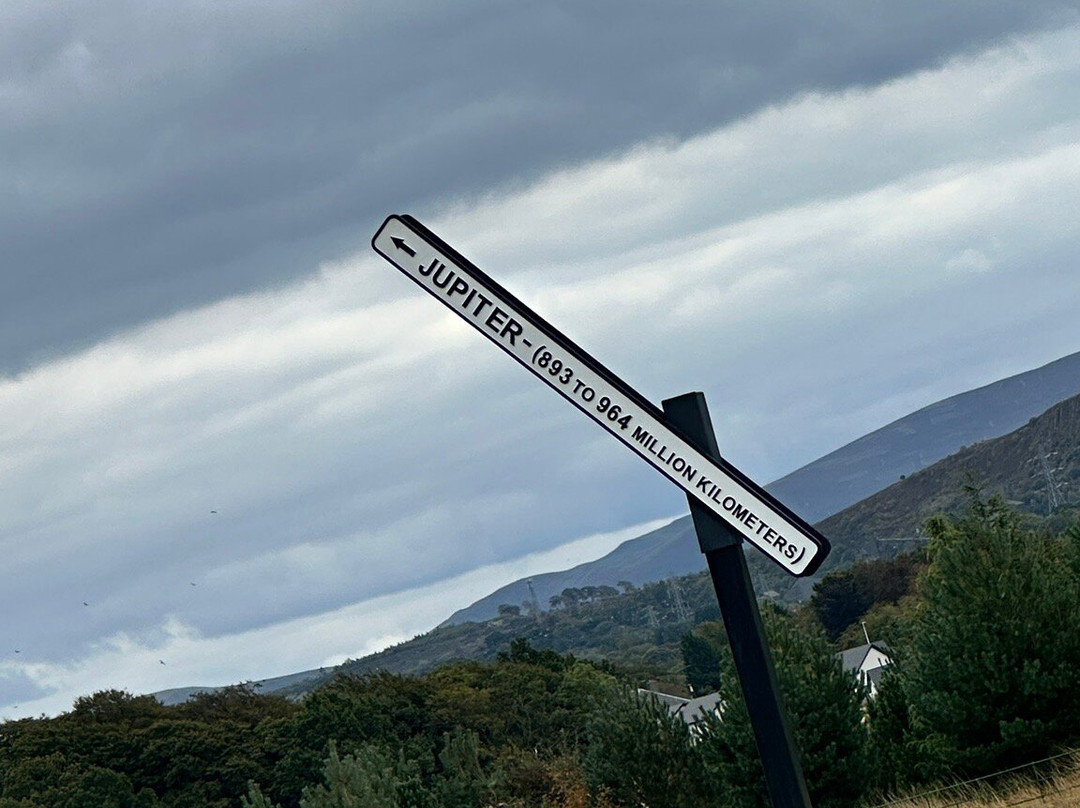 ← JUPITER- (893 TO 964 MILLION KILOMETERS)